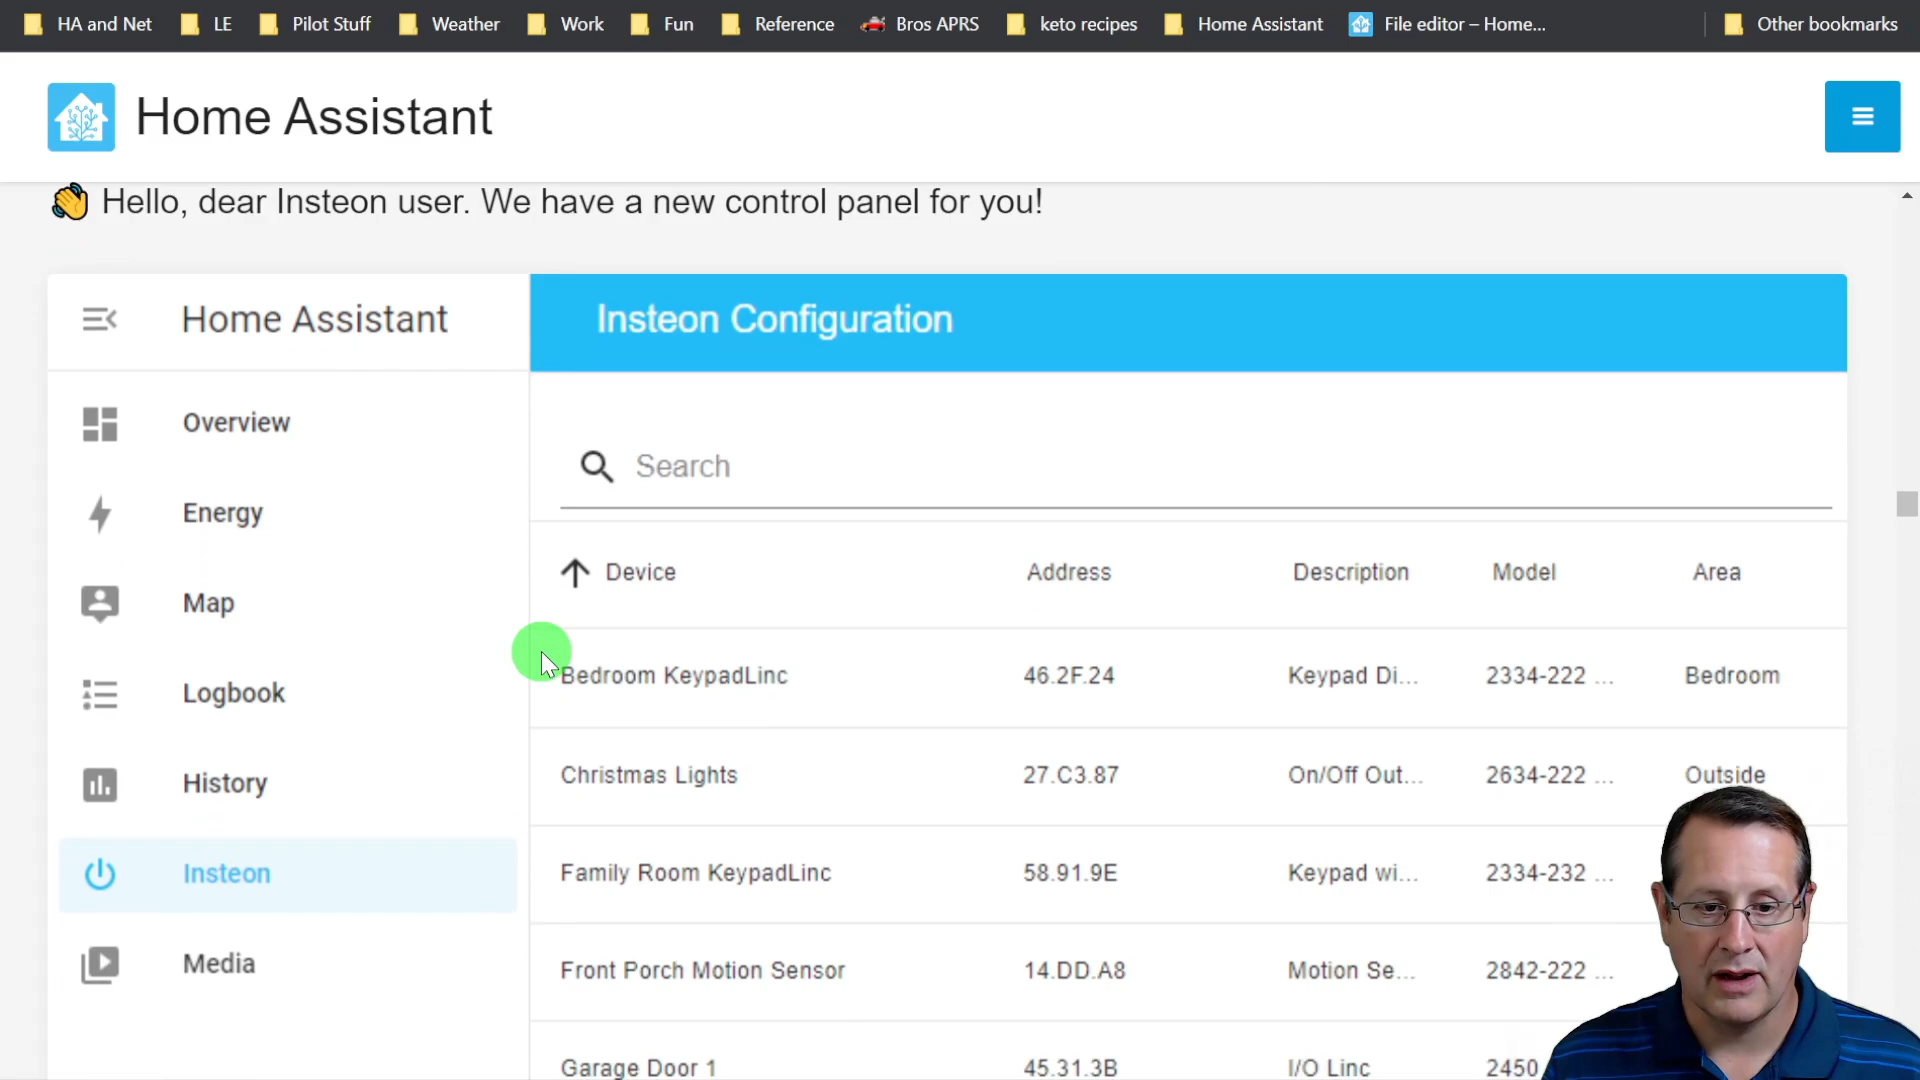 HA and Net LE Pilot Stuff Weather Work Fun Reference Bros APRS keto recipes Home Assistant File editor – Home... Other bookmarks
Home Assistant
👋 Hello, dear Insteon user. We have a new control panel for you!
Home Assistant
Insteon Configuration
Overview
Energy
Map
Logbook
History
Insteon
Media
Search
Device Address Description Model Area
Bedroom KeypadLinc 46.2F.24 Keypad Di... 2334-222 ... Bedroom
Christmas Lights 27.C3.87 On/Off Out... 2634-222 ... Outside
Family Room KeypadLinc 58.91.9E Keypad wi... 2334-232 ...
Front Porch Motion Sensor 14.DD.A8 Motion Se... 2842-222 ...
Garage Door 1 45.31.3B I/O Linc 2450